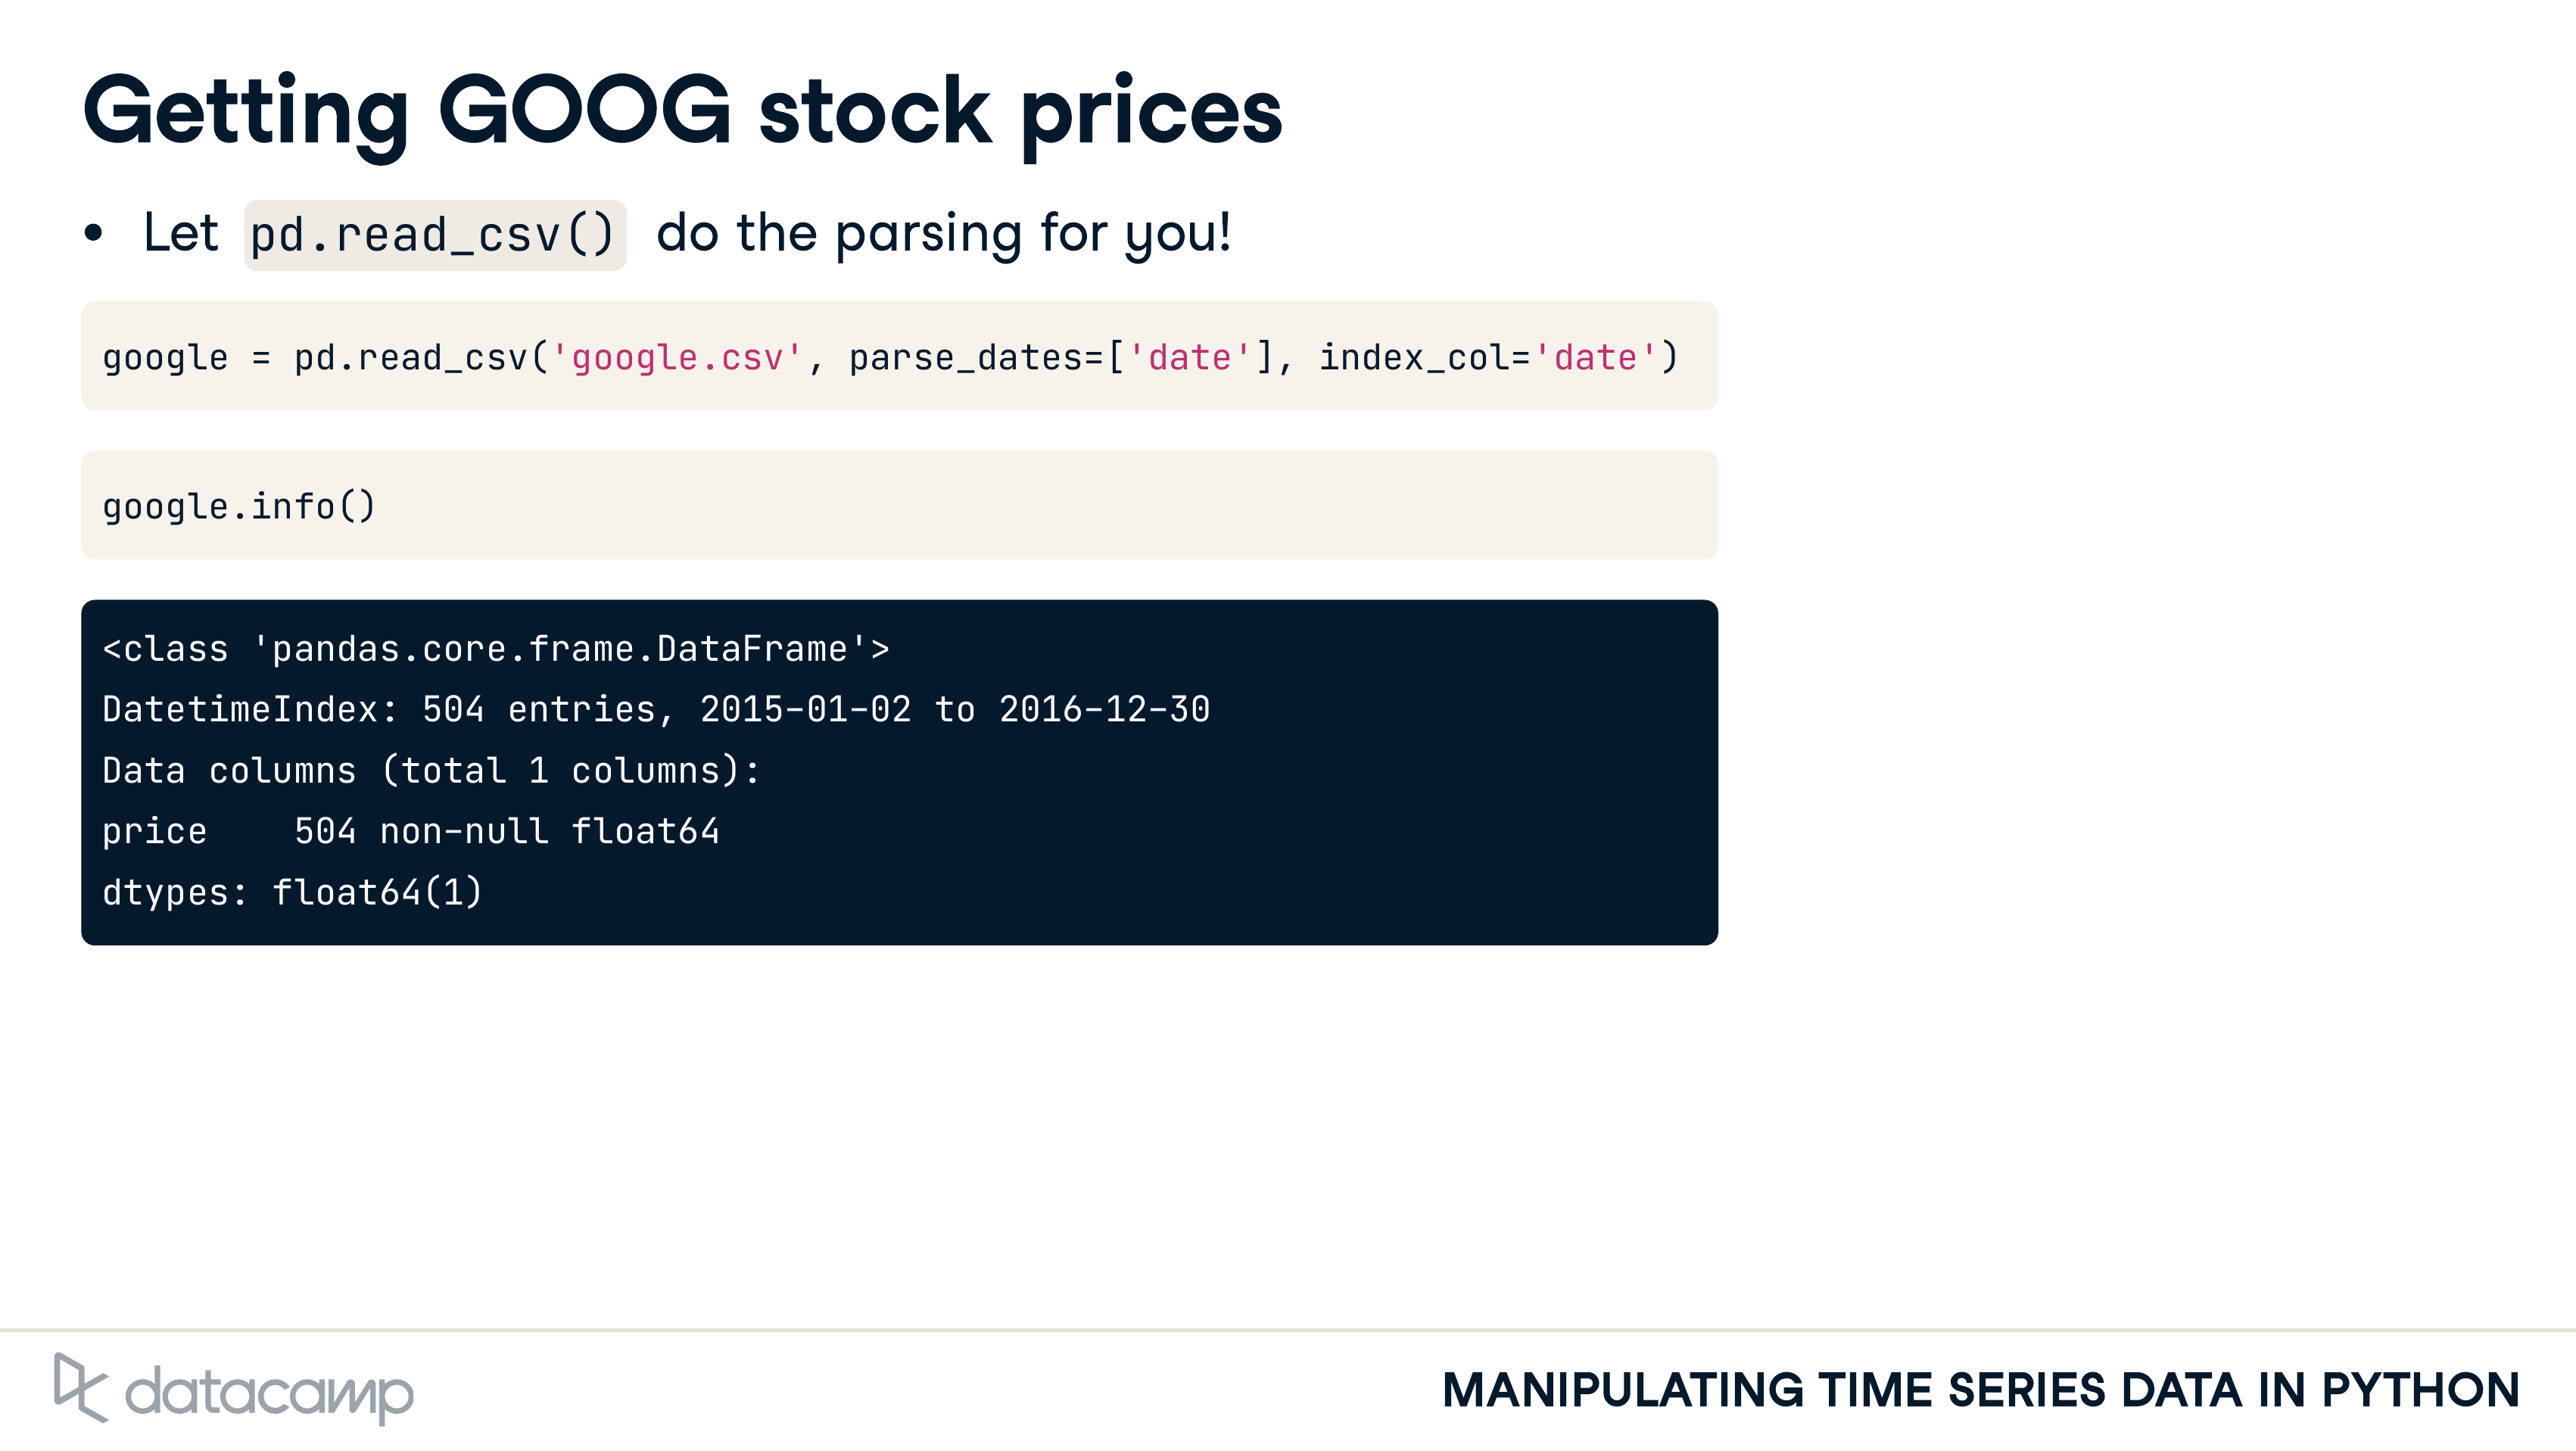 Getting GOOG stock prices
• Let pd.read_csv() do the parsing for you!
google = pd.read_csv('google.csv', parse_dates=['date'], index_col='date')
google.info()
<class 'pandas.core.frame.DataFrame'>
DatetimeIndex: 504 entries, 2015-01-02 to 2016-12-30
Data columns (total 1 columns):
price    504 non-null float64
dtypes: float64(1)
datacamp
MANIPULATING TIME SERIES DATA IN PYTHON